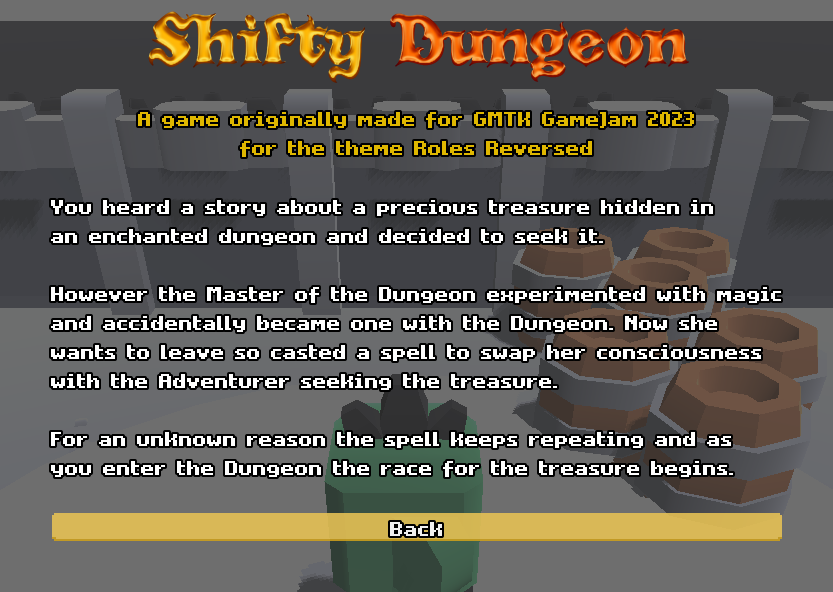 Shifty Dungeon
A game originally made for GMTK GameJam 2023
for the theme Roles Reversed
You heard a story about a precious treasure hidden in
an enchanted dungeon and decided to seek it.
However the Master of the Dungeon experimented with magic
and accidentally became one with the Dungeon. Now she
wants to leave so casted a spell to swap her consciousness
with the Adventurer seeking the treasure.
For an unknown reason the spell keeps repeating and as
you enter the Dungeon the race for the treasure begins.
Back